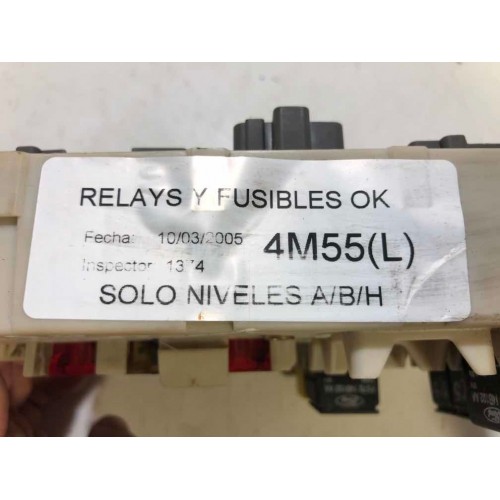 RELAYS Y FUSIBLES OK
Fecha: 10/03/2005 4M55(L)
Inspector 1374
SOLO NIVELES A/B/H